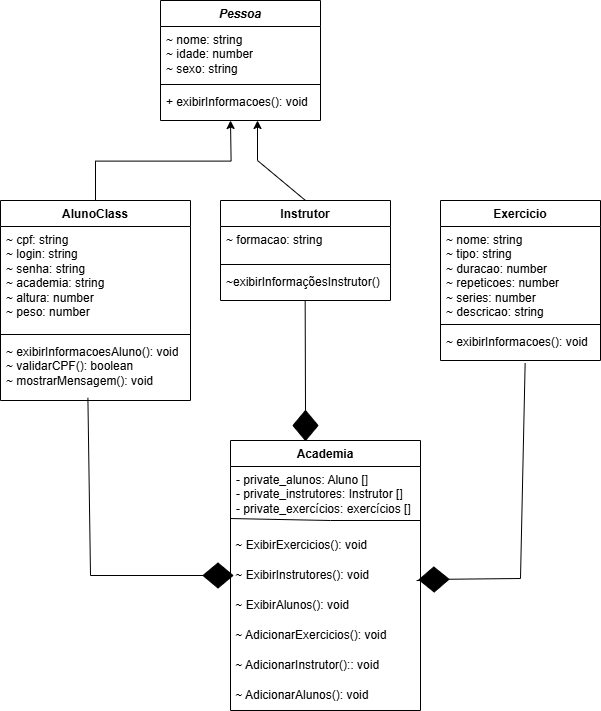 Pessoa
~ nome: string
~ idade: number
~ sexo: string
+ exibirInformacoes(): void
AlunoClass
~ cpf: string
~ login: string
~ senha: string
~ academia: string
~ altura: number
~ peso: number
~ exibirInformacoesAluno(): void
~ validarCPF(): boolean
~ mostrarMensagem(): void
Instrutor
~ formacao: string
~exibirInformaçõesInstrutor()
Exercicio
~ nome: string
~ tipo: string
~ duracao: number
~ repeticoes: number
~ series: number
~ descricao: string
~ exibirInformacoes(): void
Academia
- private_alunos: Aluno []
- private_instrutores: Instrutor []
- private_exercícios: exercícios []
~ ExibirExercicios(): void
~ ExibirInstrutores(): void
~ ExibirAlunos(): void
~ AdicionarExercicios(): void
~ AdicionarInstrutor():: void
~ AdicionarAlunos(): void